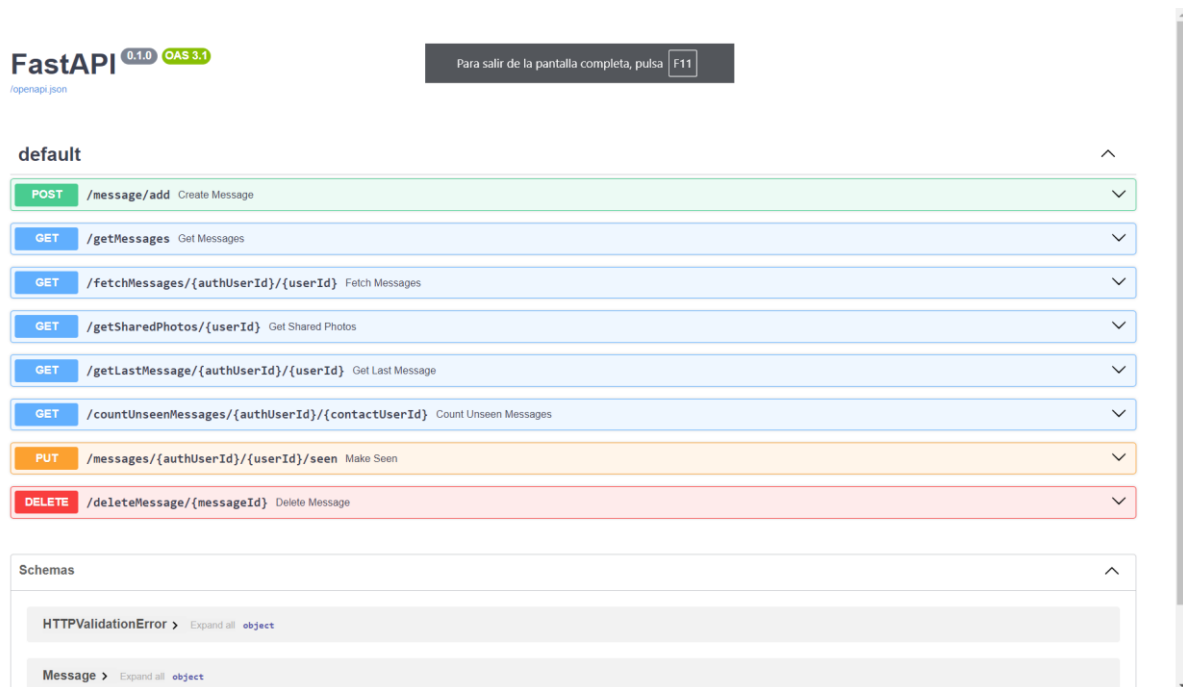 FastAPI 0.1.0 OAS 3.1
/openapi.json
Para salir de la pantalla completa, pulsa F11
default
POST /message/add Create Message
GET /getMessages Get Messages
GET /fetchMessages/{authUserId}/{userId} Fetch Messages
GET /getSharedPhotos/{userId} Get Shared Photos
GET /getLastMessage/{authUserId}/{userId} Get Last Message
GET /countUnseenMessages/{authUserId}/{contactUserId} Count Unseen Messages
PUT /messages/{authUserId}/{userId}/seen Make Seen
DELETE /deleteMessage/{messageId} Delete Message
Schemas
HTTPValidationError Expand all object
Message Expand all object